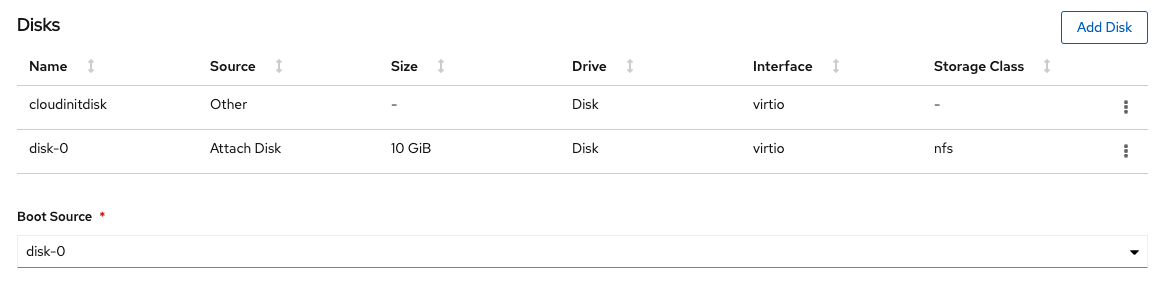 Disks
Add Disk
Name Source Size Drive Interface Storage Class
cloudinitdisk Other - Disk virtio -
disk-0 Attach Disk 10 GiB Disk virtio nfs
Boot Source *
disk-0